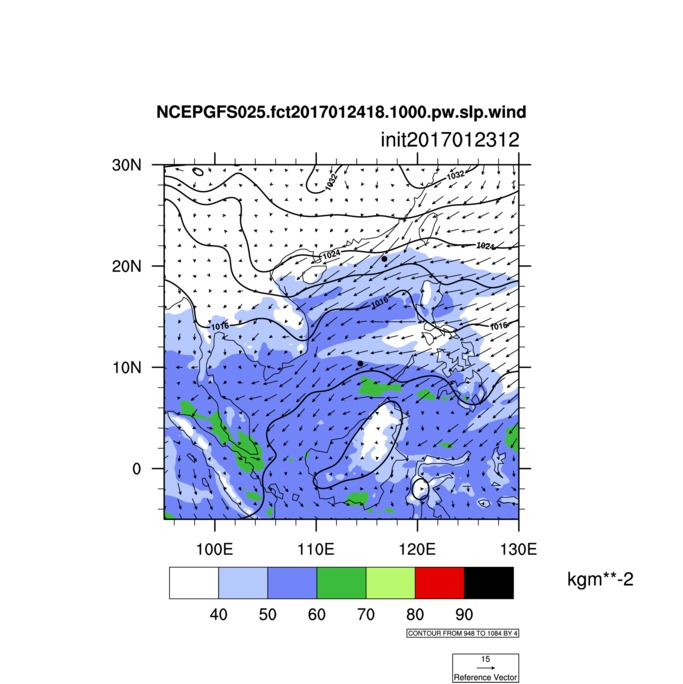 NCEPGFS025.fct2017012418.1000.pw.slp.wind
init2017012312
30N
20N
10N
0
1032
1032
1024
1024
1016
1016
1016
100E 110E 120E 130E
kgm**-2
40 50 60 70 80 90
CONTOUR FROM 948 TO 1084 BY 4
15
Reference Vector